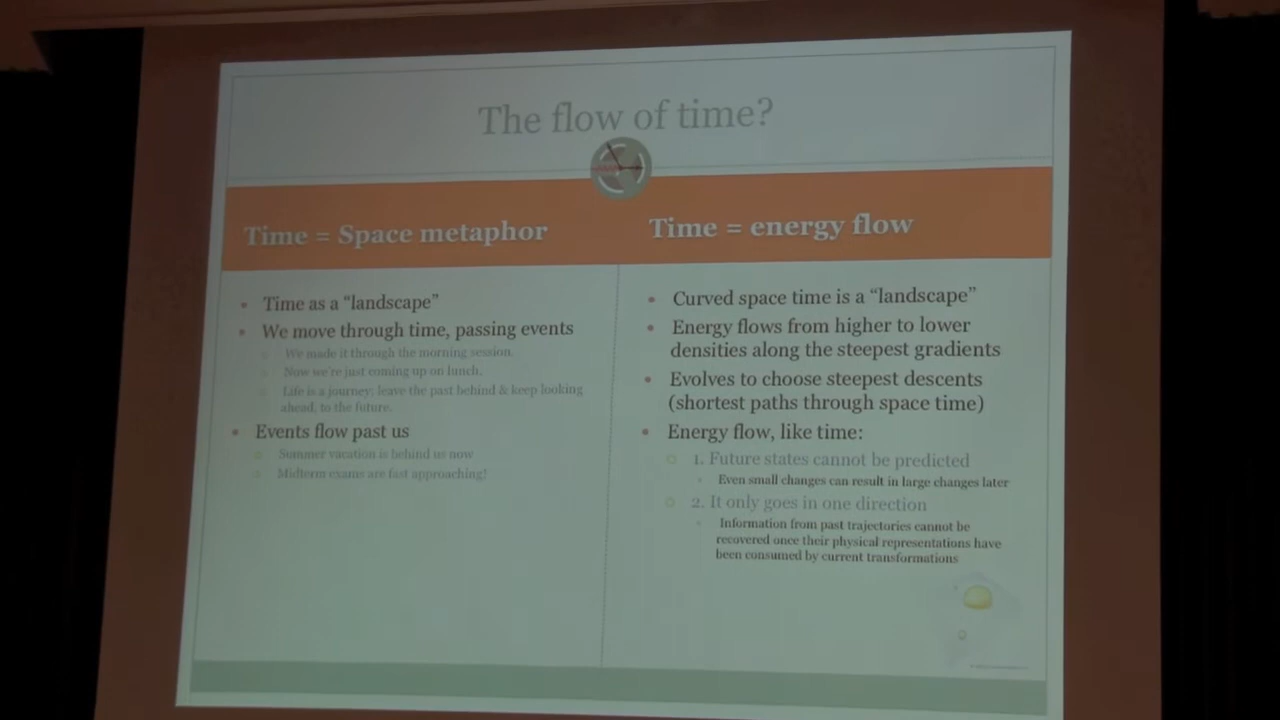 The flow of time?
Time = Space metaphor
• Time as a “landscape”
• We move through time, passing events
We made it through the morning session.
Now we're just coming up on lunch.
Life is a journey: leave the past behind & keep looking
ahead, to the future.
• Events flow past us
Summer vacation is behind us now
Midterm exams are fast approaching!
Time = energy flow
• Curved space time is a “landscape”
• Energy flows from higher to lower
densities along the steepest gradients
• Evolves to choose steepest descents
(shortest paths through space time)
• Energy flow, like time:
1. Future states cannot be predicted
Even small changes can result in large changes later
2. It only goes in one direction
Information from past trajectories cannot be
recovered once their physical representations have
been consumed by current transformations